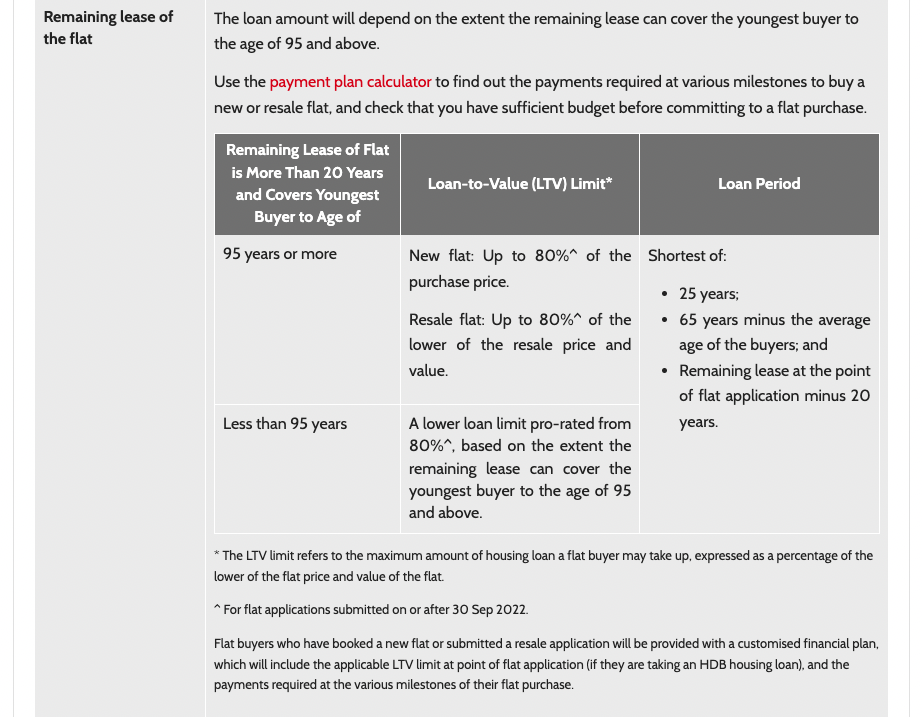 Remaining lease of
the flat
The loan amount will depend on the extent the remaining lease can cover the youngest buyer to
the age of 95 and above.
Use the payment plan calculator to find out the payments required at various milestones to buy a
new or resale flat, and check that you have sufficient budget before committing to a flat purchase.
Remaining Lease of Flat
is More Than 20 Years
and Covers Youngest
Buyer to Age of
Loan-to-Value (LTV) Limit*
Loan Period
95 years or more
New flat: Up to 80%^ of the
purchase price.
Resale flat: Up to 80%^ of the
lower of the resale price and
value.
Shortest of:
• 25 years;
• 65 years minus the average
age of the buyers; and
• Remaining lease at the point
of flat application minus 20
years.
Less than 95 years
A lower loan limit pro-rated from
80%^, based on the extent the
remaining lease can cover the
youngest buyer to the age of 95
and above.
* The LTV limit refers to the maximum amount of housing loan a flat buyer may take up, expressed as a percentage of the
lower of the flat price and value of the flat.
^ For flat applications submitted on or after 30 Sep 2022.
Flat buyers who have booked a new flat or submitted a resale application will be provided with a customised financial plan,
which will include the applicable LTV limit at point of flat application (if they are taking an HDB housing loan), and the
payments required at the various milestones of their flat purchase.